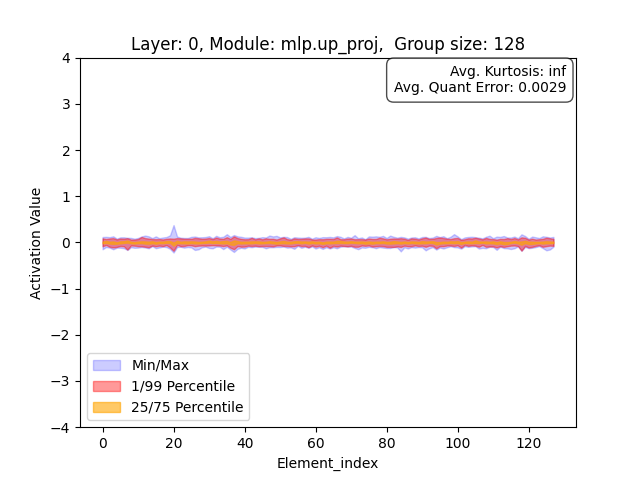 Layer: 0, Module: mlp.up_proj,  Group size: 128
Avg. Kurtosis: inf
Avg. Quant Error: 0.0029
Activation Value
4
3
2
1
0
−1
−2
−3
−4
Min/Max
1/99 Percentile
25/75 Percentile
0 20 40 60 80 100 120
Element_index